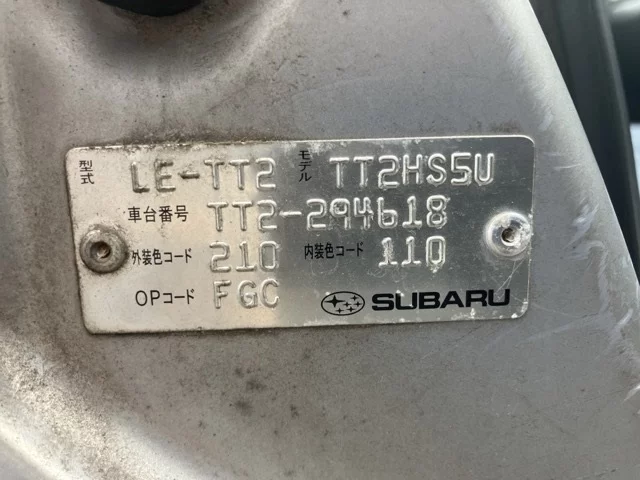 型式 LE-TT2 モデル TT2HS5U
車台番号 TT2-294618
外装色コード 210 内装色コード 110
OPコード FGC SUBARU